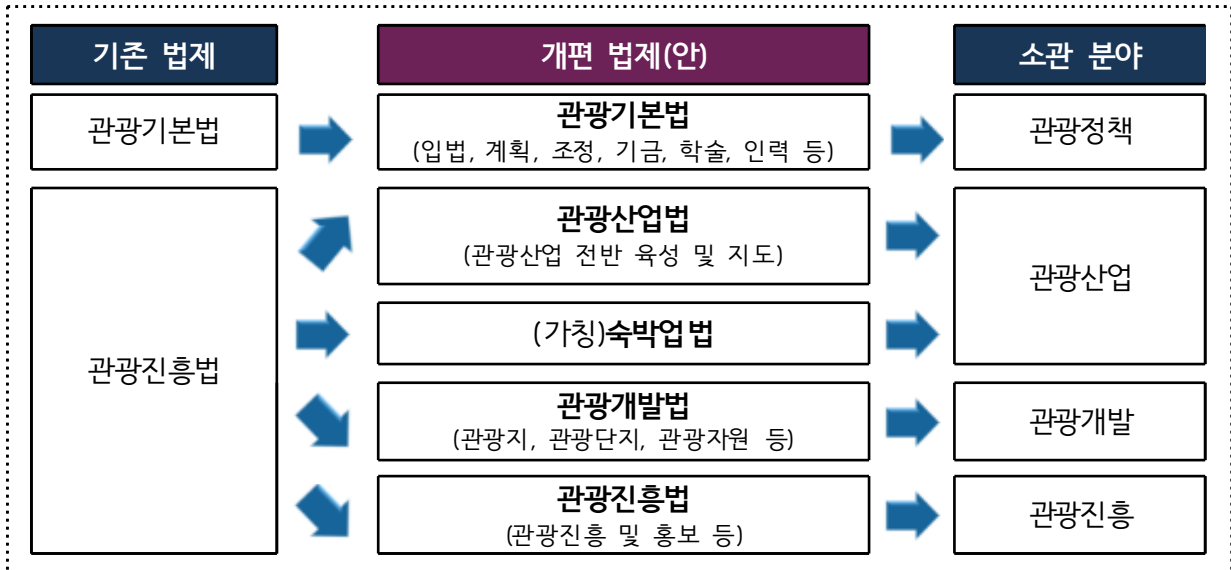 기존 법제
개편 법제(안)
소관 분야
관광기본법
관광기본법
(입법, 계획, 조정, 기금, 학술, 인력 등)
관광정책
관광진흥법
관광산업법
(관광산업 전반 육성 및 지도)
(가칭)숙박업법
관광산업
관광개발법
(관광지, 관광단지, 관광자원 등)
관광개발
관광진흥법
(관광진흥 및 홍보 등)
관광진흥